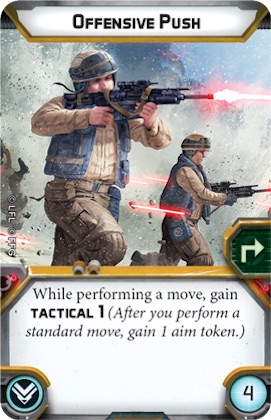 OFFENSIVE PUSH
©LFL ©FFG
While performing a move, gain
TACTICAL 1 (After you perform a
standard move, gain 1 aim token.)
4